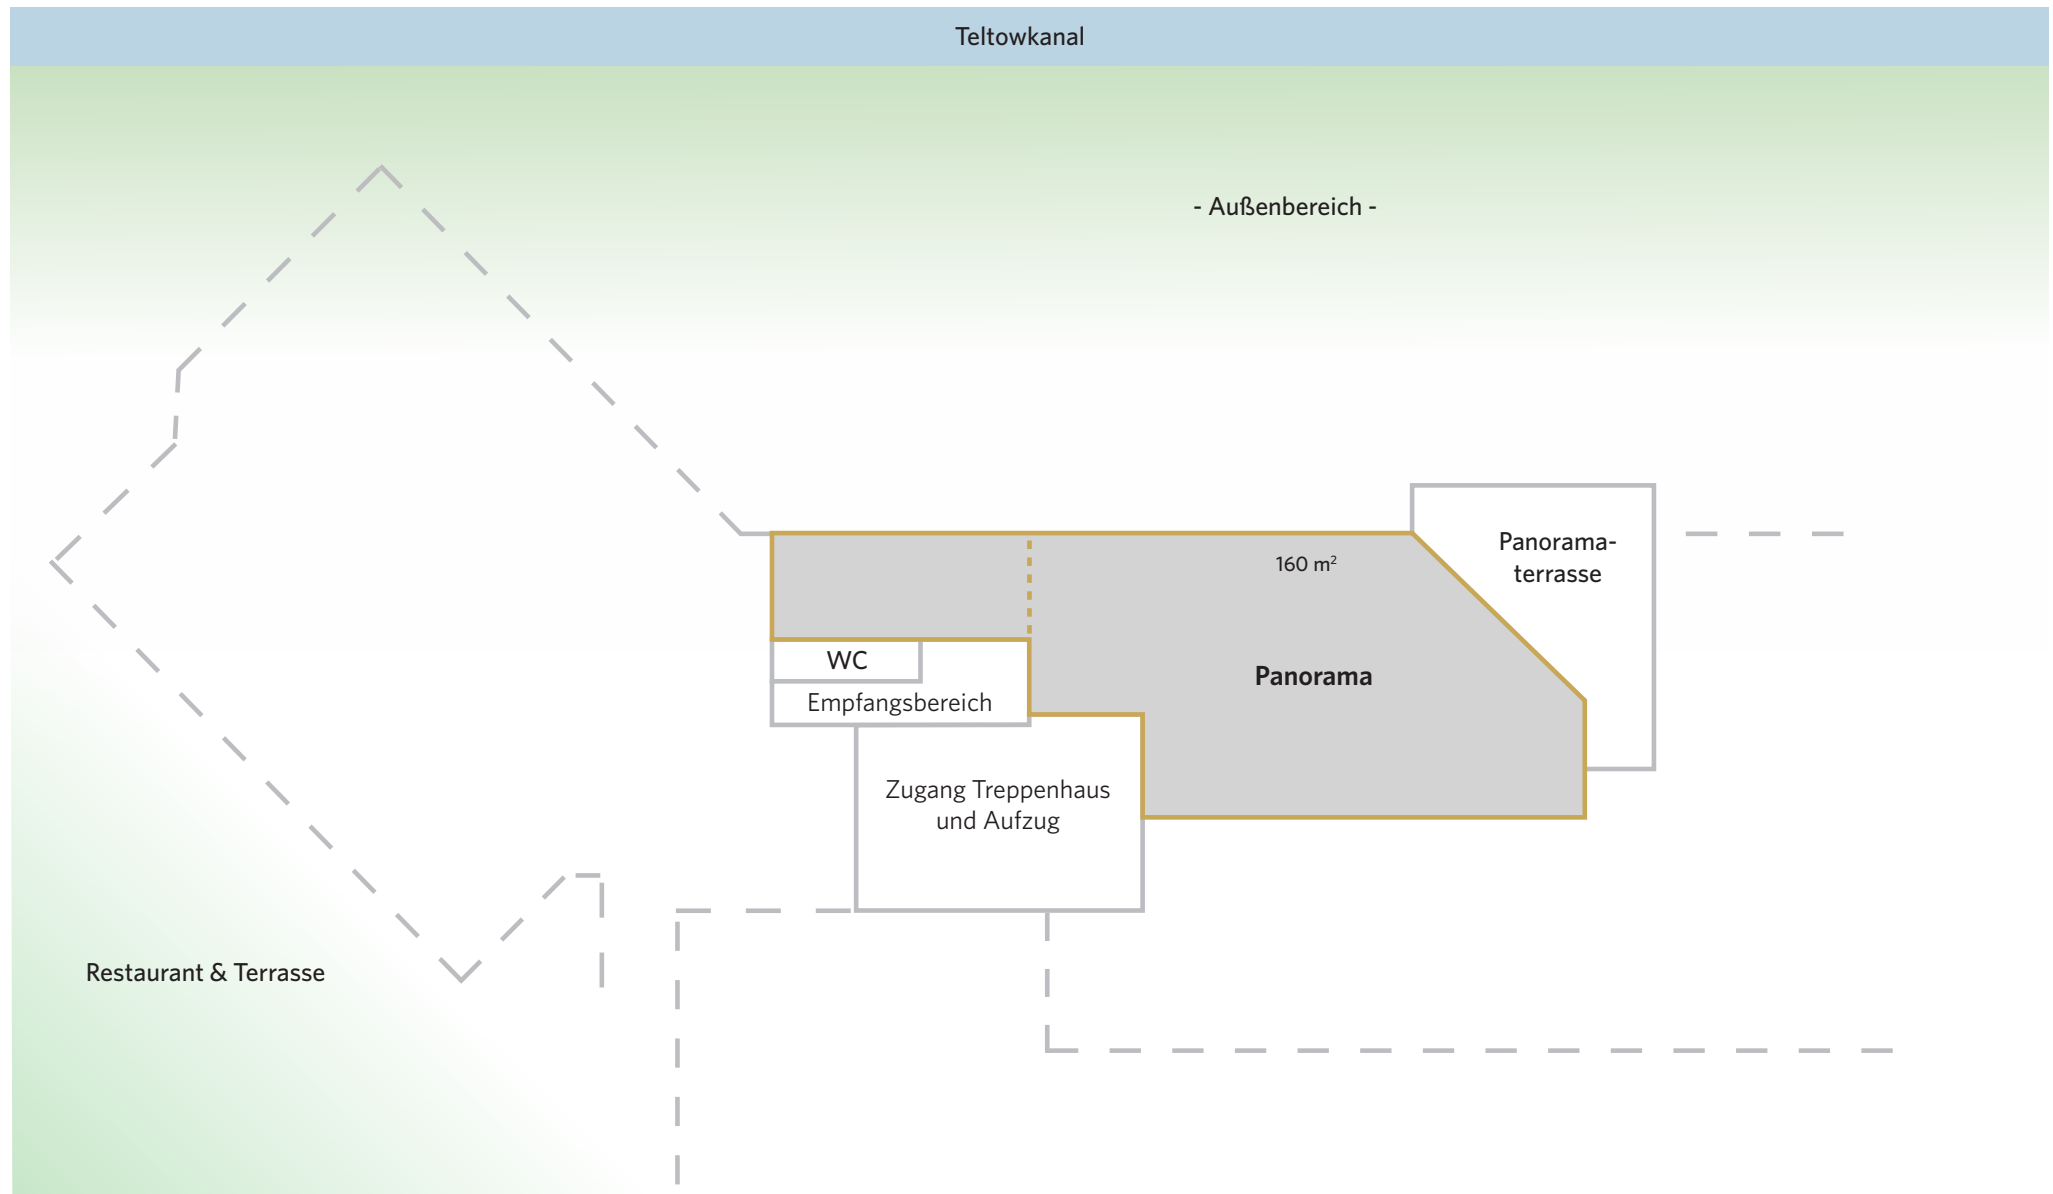 Teltowkanal
- Außenbereich -
Panorama-
terrasse
160 m²
WC
Panorama
Empfangsbereich
Zugang Treppenhaus
und Aufzug
Restaurant & Terrasse